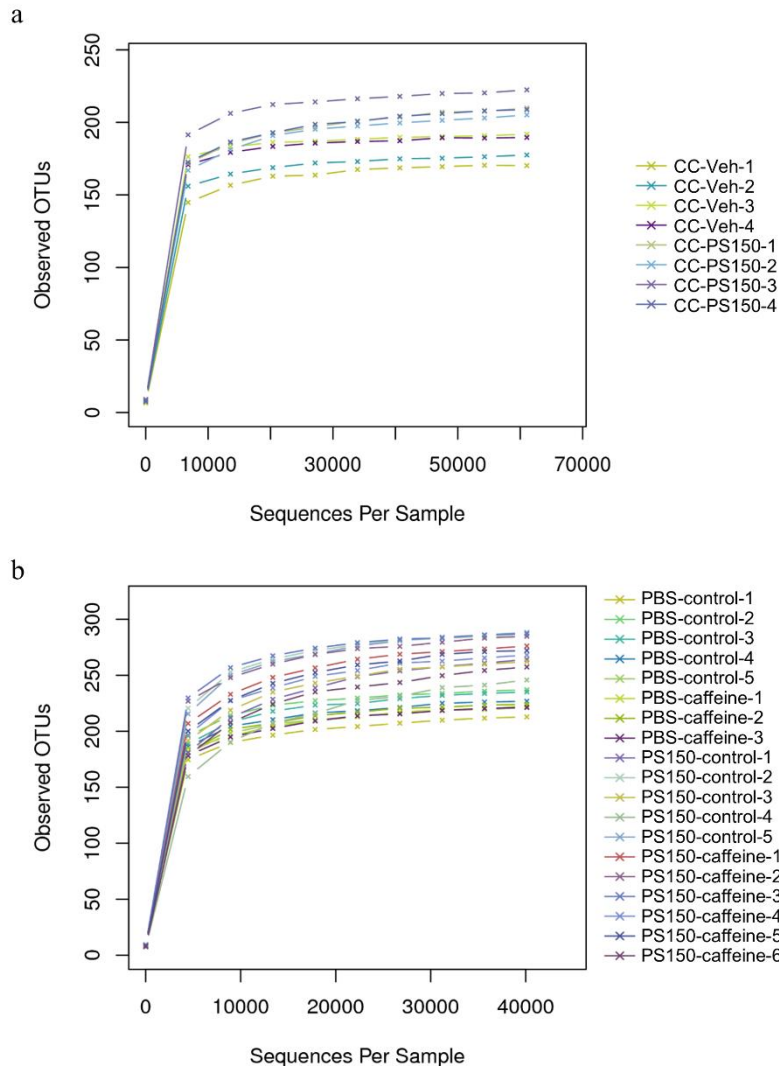 a
250
200
150
100
50
0
Observed OTUs
0 10000 30000 50000 70000
Sequences Per Sample
CC-Veh-1
CC-Veh-2
CC-Veh-3
CC-Veh-4
CC-PS150-1
CC-PS150-2
CC-PS150-3
CC-PS150-4
b
300
250
200
150
100
50
0
Observed OTUs
0 10000 20000 30000 40000
Sequences Per Sample
PBS-control-1
PBS-control-2
PBS-control-3
PBS-control-4
PBS-control-5
PBS-caffeine-1
PBS-caffeine-2
PBS-caffeine-3
PS150-control-1
PS150-control-2
PS150-control-3
PS150-control-4
PS150-control-5
PS150-caffeine-1
PS150-caffeine-2
PS150-caffeine-3
PS150-caffeine-4
PS150-caffeine-5
PS150-caffeine-6